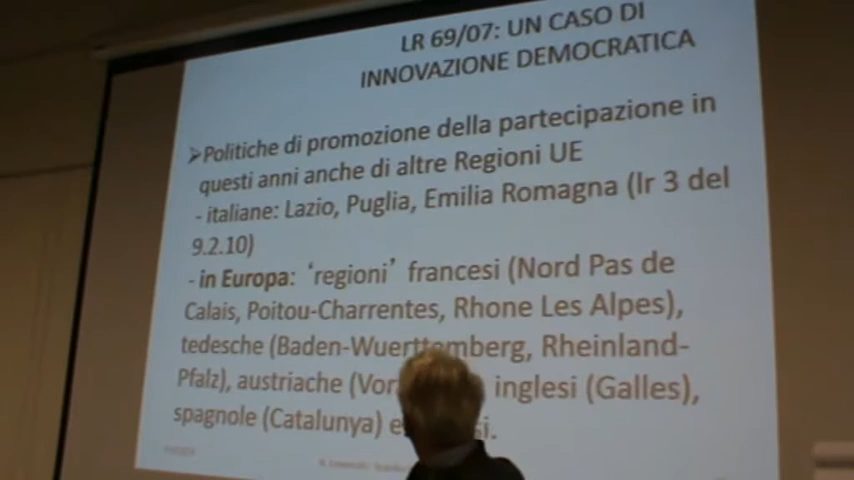 LR 69/07: UN CASO DI
INNOVAZIONE DEMOCRATICA
➢Politiche di promozione della partecipazione in
questi anni anche di altre Regioni UE
- italiane: Lazio, Puglia, Emilia Romagna (lr 3 del
9.2.10)
- in Europa: ‘regioni’ francesi (Nord Pas de
Calais, Poitou-Charrentes, Rhone Les Alpes),
tedesche (Baden-Wuerttemberg, Rheinland-
Pfalz), austriache (Vor inglesi (Galles),
spagnole (Catalunya) e si.